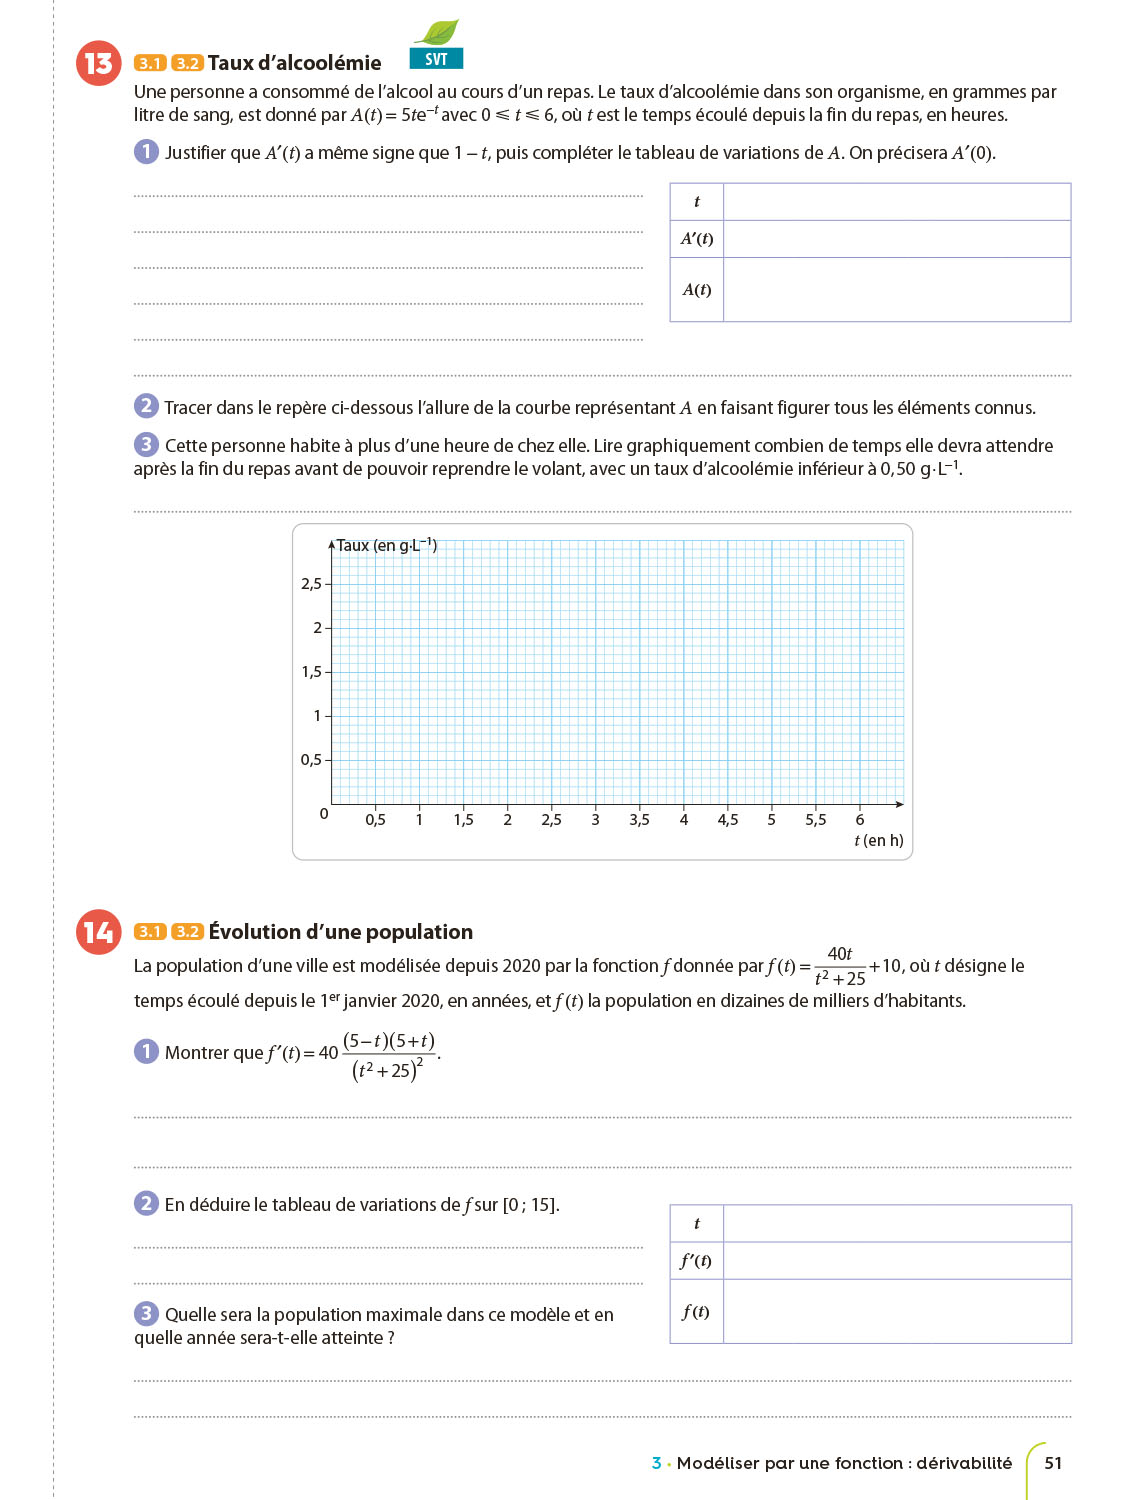 13 3.1 3.2 Taux d’alcoolémie SVT
Une personne a consommé de l’alcool au cours d’un repas. Le taux d’alcoolémie dans son organisme, en grammes par
litre de sang, est donné par A(t) = 5te⁻ᵗ avec 0 ⩽ t ⩽ 6, où t est le temps écoulé depuis la fin du repas, en heures.
1 Justifier que A′(t) a même signe que 1 – t, puis compléter le tableau de variations de A. On précisera A′(0).
t
A′(t)
A(t)
2 Tracer dans le repère ci-dessous l’allure de la courbe représentant A en faisant figurer tous les éléments connus.
3 Cette personne habite à plus d’une heure de chez elle. Lire graphiquement combien de temps elle devra attendre
après la fin du repas avant de pouvoir reprendre le volant, avec un taux d’alcoolémie inférieur à 0,50 g·L⁻¹.
Taux (en g·L⁻¹)
2,5
2
1,5
1
0,5
0
0,5 1 1,5 2 2,5 3 3,5 4 4,5 5 5,5 6
t (en h)
14 3.1 3.2 Évolution d’une population
La population d’une ville est modélisée depuis 2020 par la fonction f donnée par f(t) = 40t / (t² + 25) + 10, où t désigne le
temps écoulé depuis le 1er janvier 2020, en années, et f(t) la population en dizaines de milliers d’habitants.
1 Montrer que f′(t) = 40 (5 – t)(5 + t) / (t² + 25)².
2 En déduire le tableau de variations de f sur [0 ; 15].
t
f′(t)
f(t)
3 Quelle sera la population maximale dans ce modèle et en
quelle année sera-t-elle atteinte ?
3 • Modéliser par une fonction : dérivabilité 51